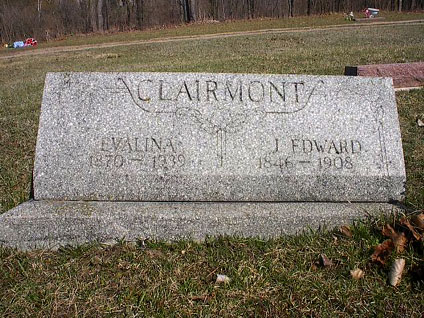 CLAIRMONT
EVALINA J. EDWARD
1870 – 1939 1846 – 1908